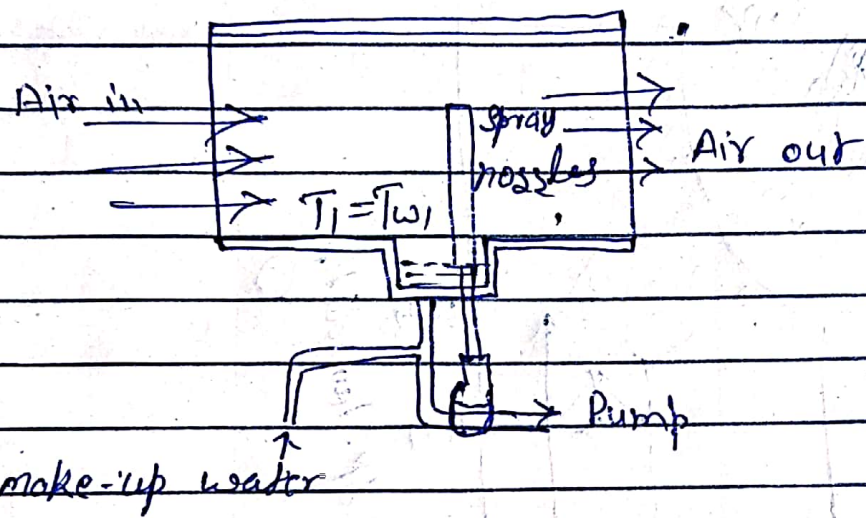 Air in
spray
nozzles
Air out
T1 = Tw1
Pump
make-up water